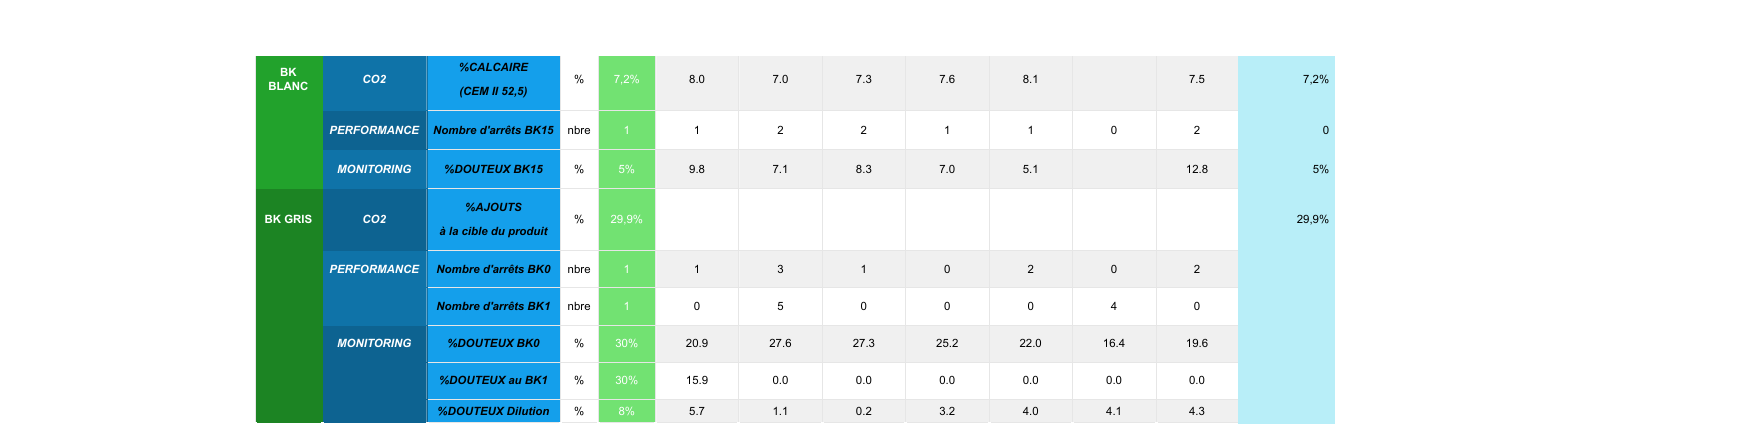 BK BLANC CO2 %CALCAIRE (CEM II 52,5) % 7,2% 8.0 7.0 7.3 7.6 8.1 7.5 7,2%
PERFORMANCE Nombre d'arrêts BK15 nbre 1 1 2 2 1 1 0 2 0
MONITORING %DOUTEUX BK15 % 5% 9.8 7.1 8.3 7.0 5.1 12.8 5%
BK GRIS CO2 %AJOUTS à la cible du produit % 29,9% 29,9%
PERFORMANCE Nombre d'arrêts BK0 nbre 1 1 3 1 0 2 0 2
Nombre d'arrêts BK1 nbre 1 0 5 0 0 0 4 0
MONITORING %DOUTEUX BK0 % 30% 20.9 27.6 27.3 25.2 22.0 16.4 19.6
%DOUTEUX au BK1 % 30% 15.9 0.0 0.0 0.0 0.0 0.0 0.0
%DOUTEUX Dilution % 8% 5.7 1.1 0.2 3.2 4.0 4.1 4.3